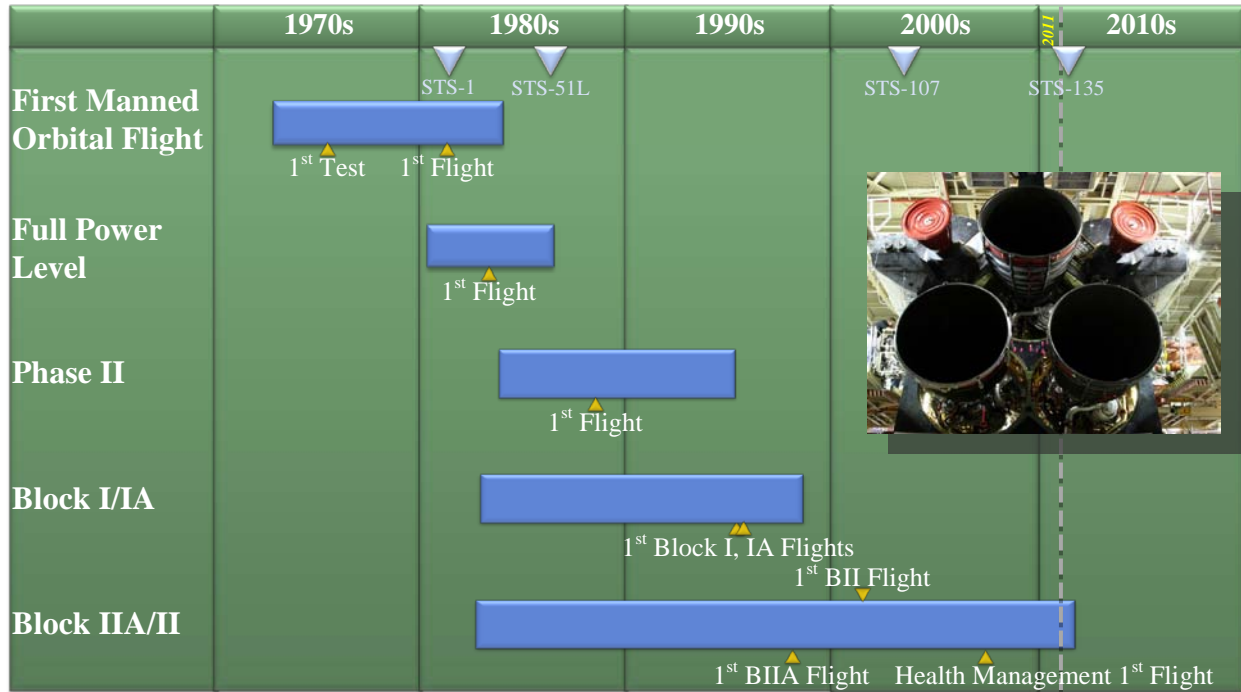 1970s 1980s 1990s 2000s 2011 2010s
STS-1 STS-51L STS-107 STS-135
First Manned
Orbital Flight
1st Test 1st Flight
Full Power
Level
1st Flight
Phase II
1st Flight
Block I/IA
1st Block I, IA Flights
1st BII Flight
Block IIA/II
1st BIIA Flight Health Management 1st Flight